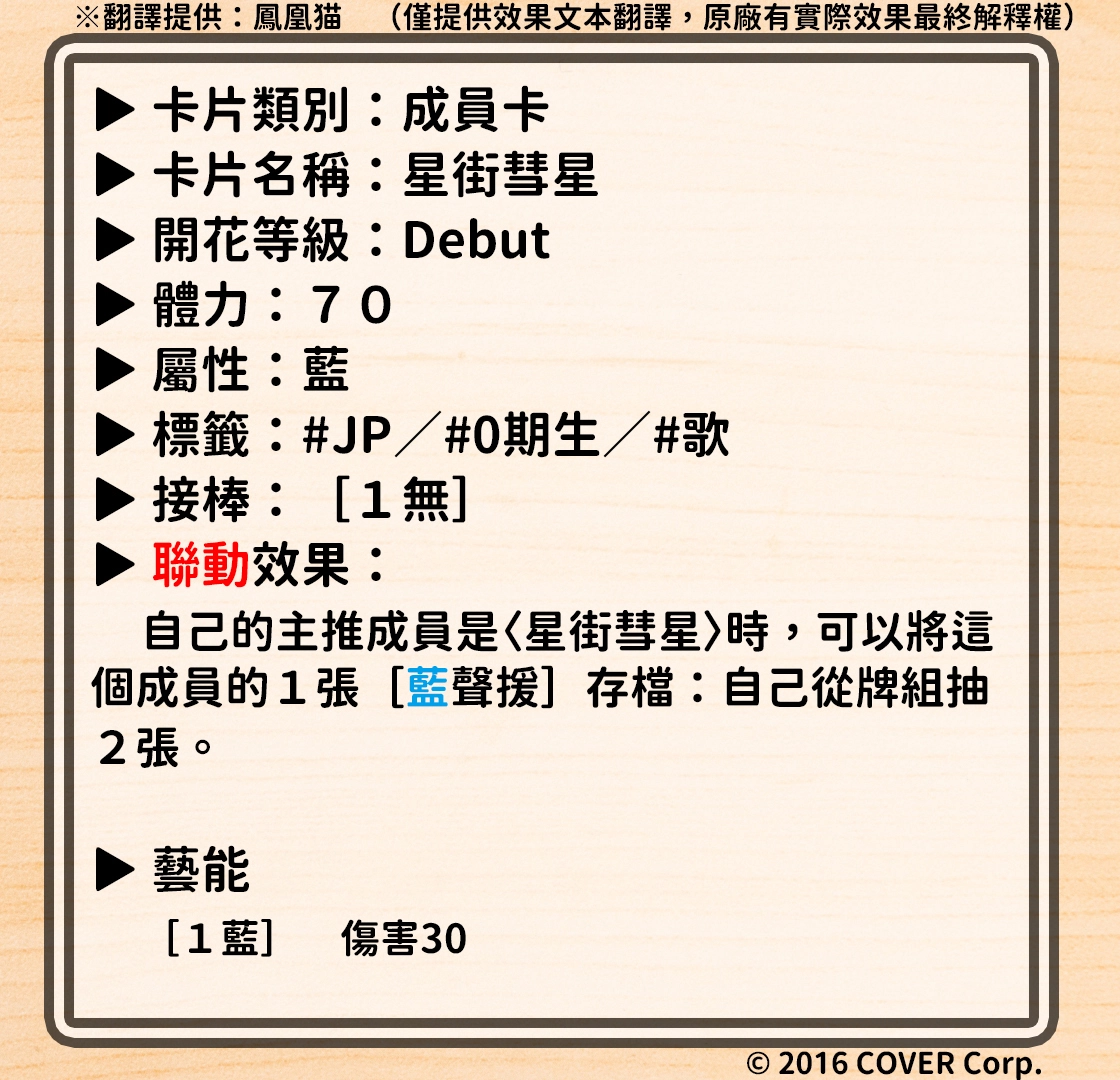 ※翻譯提供：鳳凰猫　（僅提供效果文本翻譯，原廠有實際效果最終解釋權）
▶ 卡片類別：成員卡
▶ 卡片名稱：星街彗星
▶ 開花等級：Debut
▶ 體力：７０
▶ 屬性：藍
▶ 標籤：#JP／#0期生／#歌
▶ 接棒：［１無］
▶ 聯動效果：
自己的主推成員是〈星街彗星〉時，可以將這
個成員的１張［藍聲援］存檔：自己從牌組抽
２張。
▶ 藝能
［１藍］　傷害30
© 2016 COVER Corp.